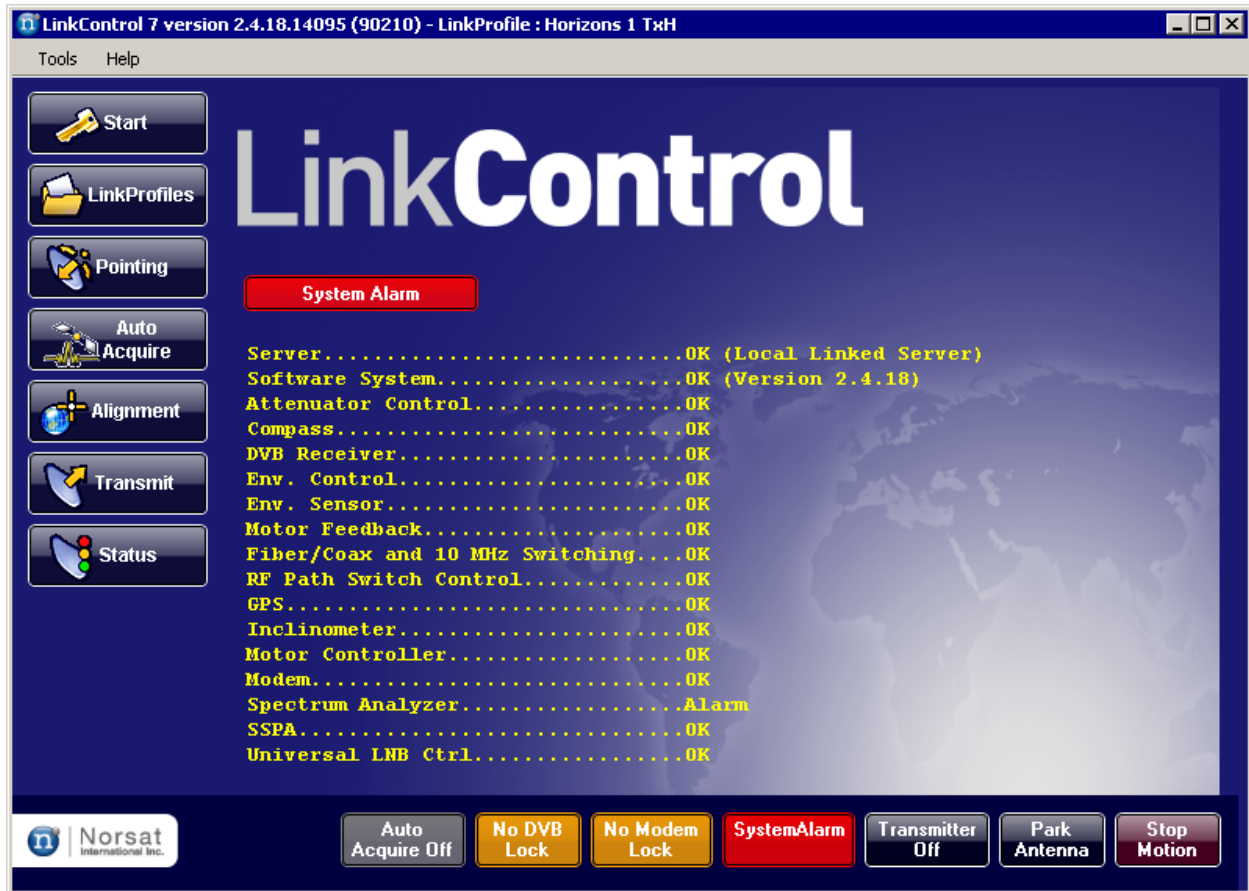 LinkControl 7 version 2.4.18.14095 (90210) - LinkProfile : Horizons 1 TxH
Tools Help
Start
LinkProfiles
Pointing
Auto
Acquire
Alignment
Transmit
Status
LinkControl
System Alarm
Server.............................OK (Local Linked Server)
Software System....................OK (Version 2.4.18)
Attenuator Control.................OK
Compass............................OK
DVB Receiver.......................OK
Env. Control.......................OK
Env. Sensor........................OK
Motor Feedback.....................OK
Fiber/Coax and 10 MHz Switching....OK
RF Path Switch Control.............OK
GPS................................OK
Inclinometer.......................OK
Motor Controller...................OK
Modem..............................OK
Spectrum Analyzer..................Alarm
SSPA...............................OK
Universal LNB Ctrl.................OK
n Norsat
International Inc.
Auto
Acquire Off
No DVB
Lock
No Modem
Lock
SystemAlarm
Transmitter
Off
Park
Antenna
Stop
Motion